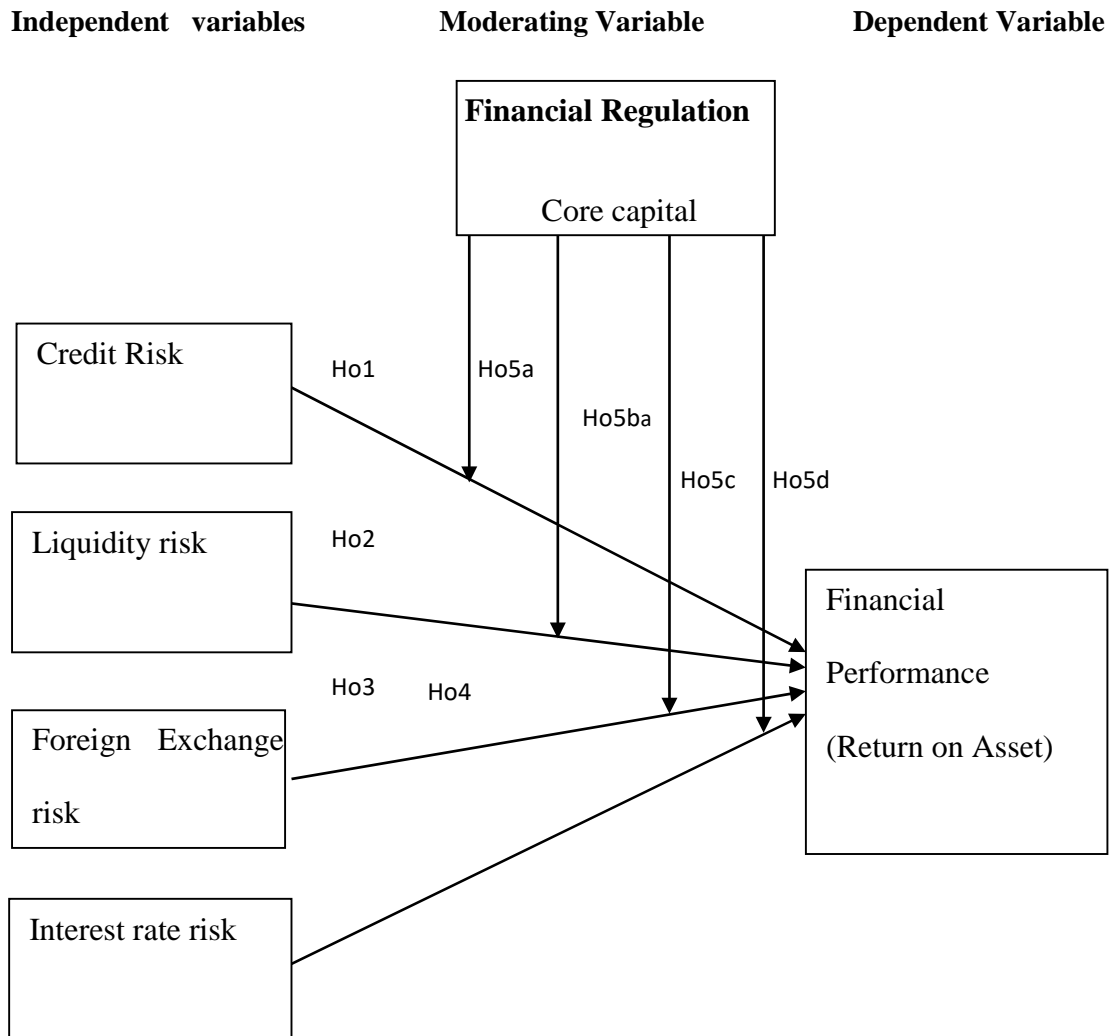 Independent variables Moderating Variable Dependent Variable
Financial Regulation
Core capital
Credit Risk
Ho1
Ho5a
Ho5ba
Ho5c
Ho5d
Liquidity risk
Ho2
Financial
Performance
(Return on Asset)
Ho3
Ho4
Foreign Exchange
risk
Interest rate risk